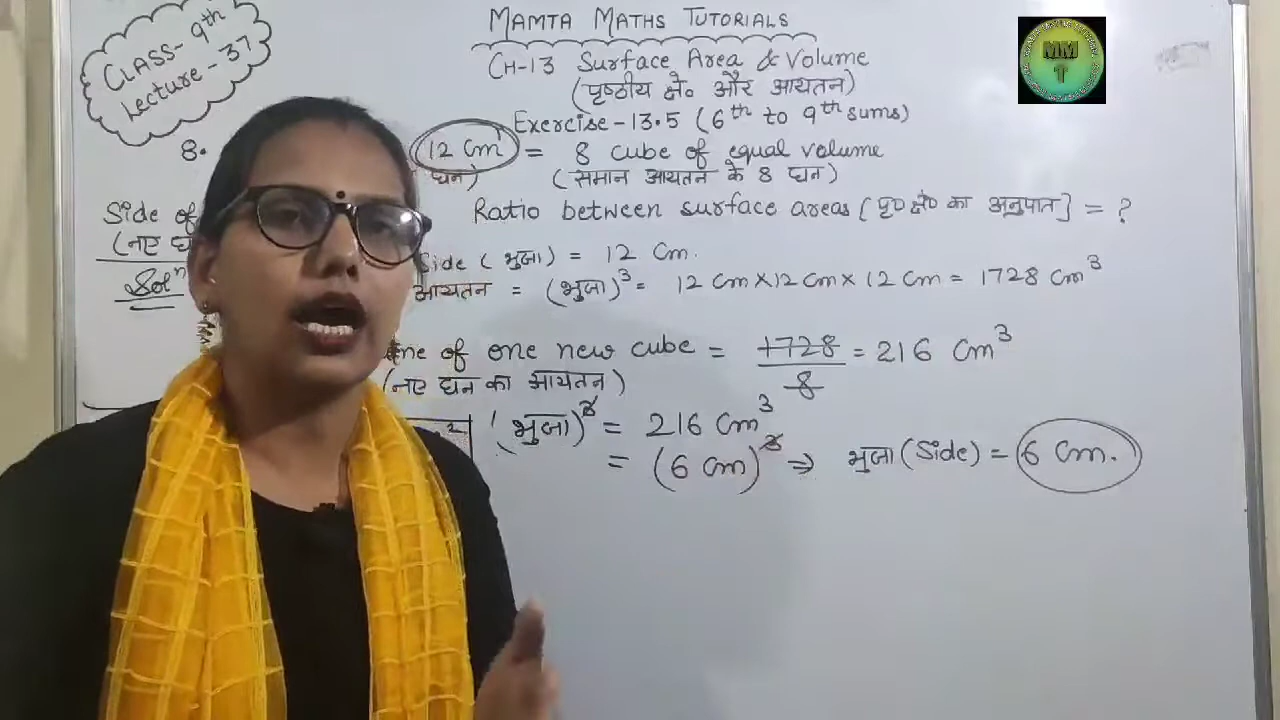 MAMTA MATHS TUTORIALS
CLASS- 9th
Lecture - 37
MM
T
CH-13 Surface Area & Volume
(पृष्ठीय क्षे० और आयतन)
Exercise-13.5 (6th to 9th sums)
8. 12 cm = 8 cube of equal volume
घन) (समान आयतन के 8 घन)
Side of
(नए
Ratio between surface areas [पृ० क्षे० का अनुपात] = ?
Side (भुजा) = 12 cm.
Solⁿ
आयतन = (भुजा)³ = 12 cm×12 cm×12 cm = 1728 cm³
of one new cube = 1728/8 = 216 cm³
(नए घन का आयतन)
(भुजा)³ = 216 cm³
= (6 cm)³ ⇒ भुजा (Side) = 6 cm.